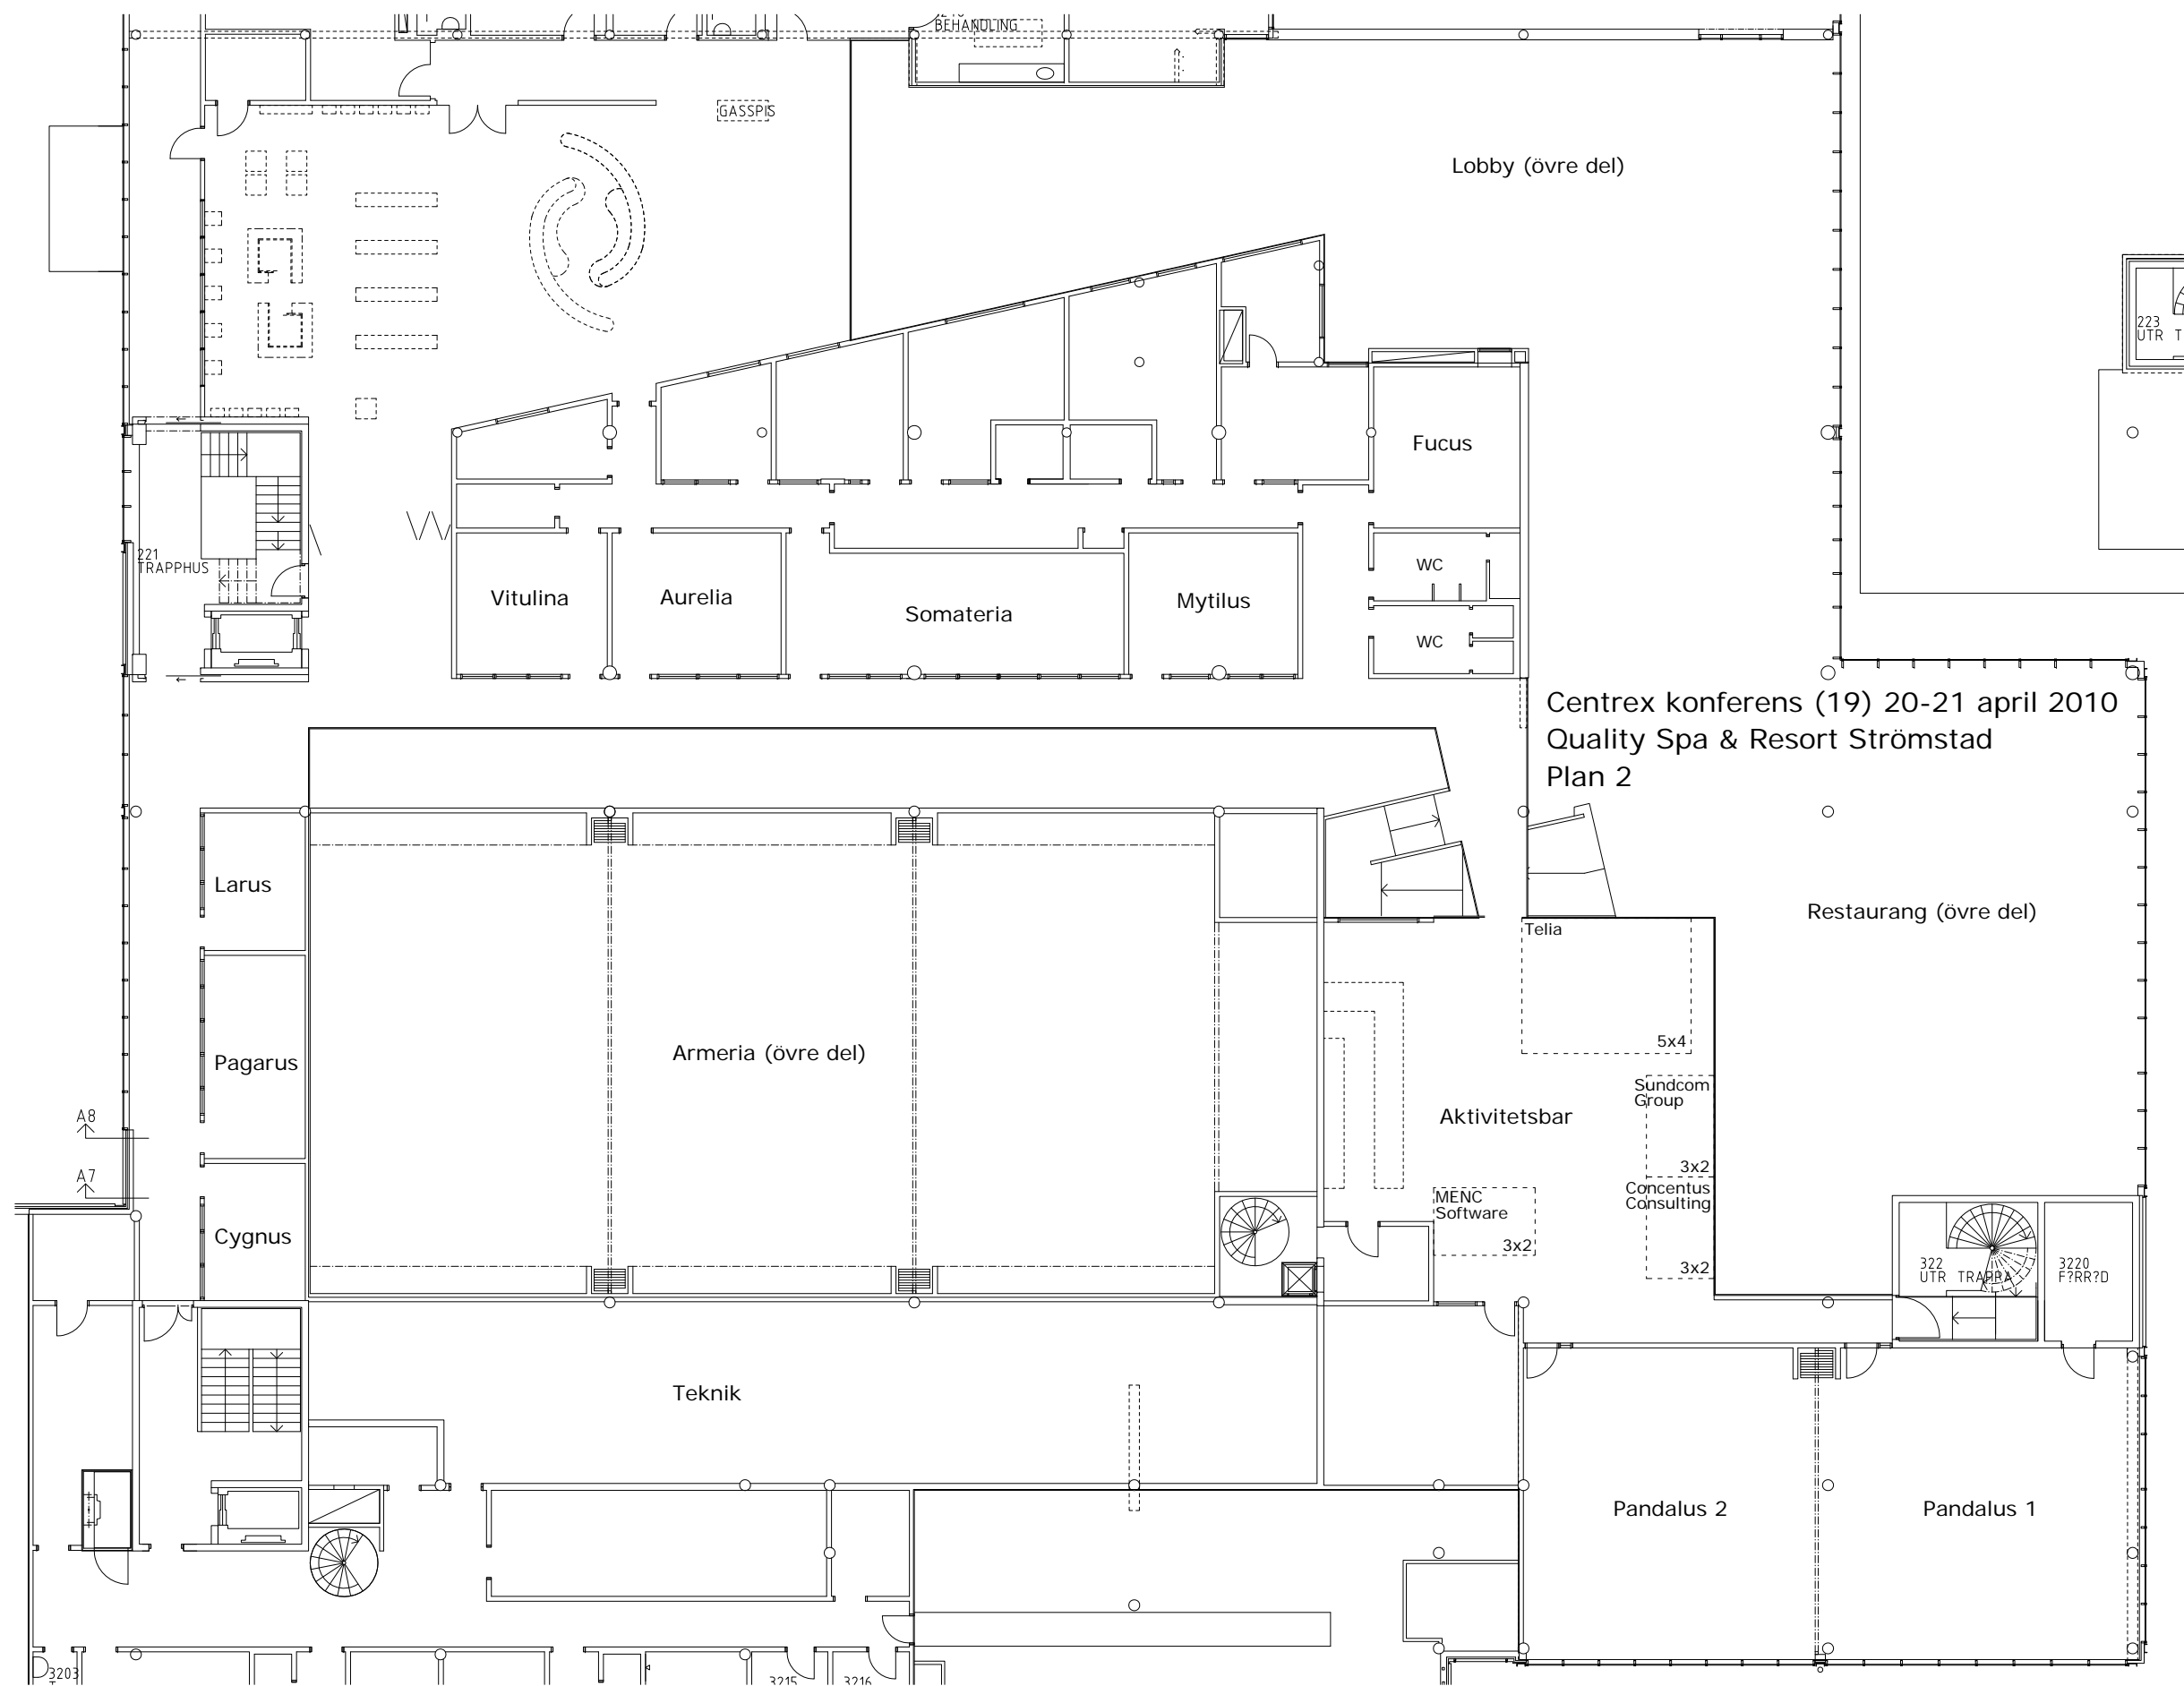 BEHANDLING
GASSPIS
Lobby (övre del)
223
UTR T
Fucus
221
TRAPPHUS
WC
Vitulina
Aurelia
Somateria
Mytilus
WC
Centrex konferens (19) 20-21 april 2010
Quality Spa & Resort Strömstad
Plan 2
Larus
Restaurang (övre del)
Telia
5x4
Armeria (övre del)
Pagarus
Sundcom
Group
3x2
Aktivitetsbar
A8
A7
Concentus
Consulting
3x2
MENC
Software
3x2
Cygnus
322
UTR TRAPPA
3220
F?RR?D
Teknik
Pandalus 2
Pandalus 1
3203
3215
3216